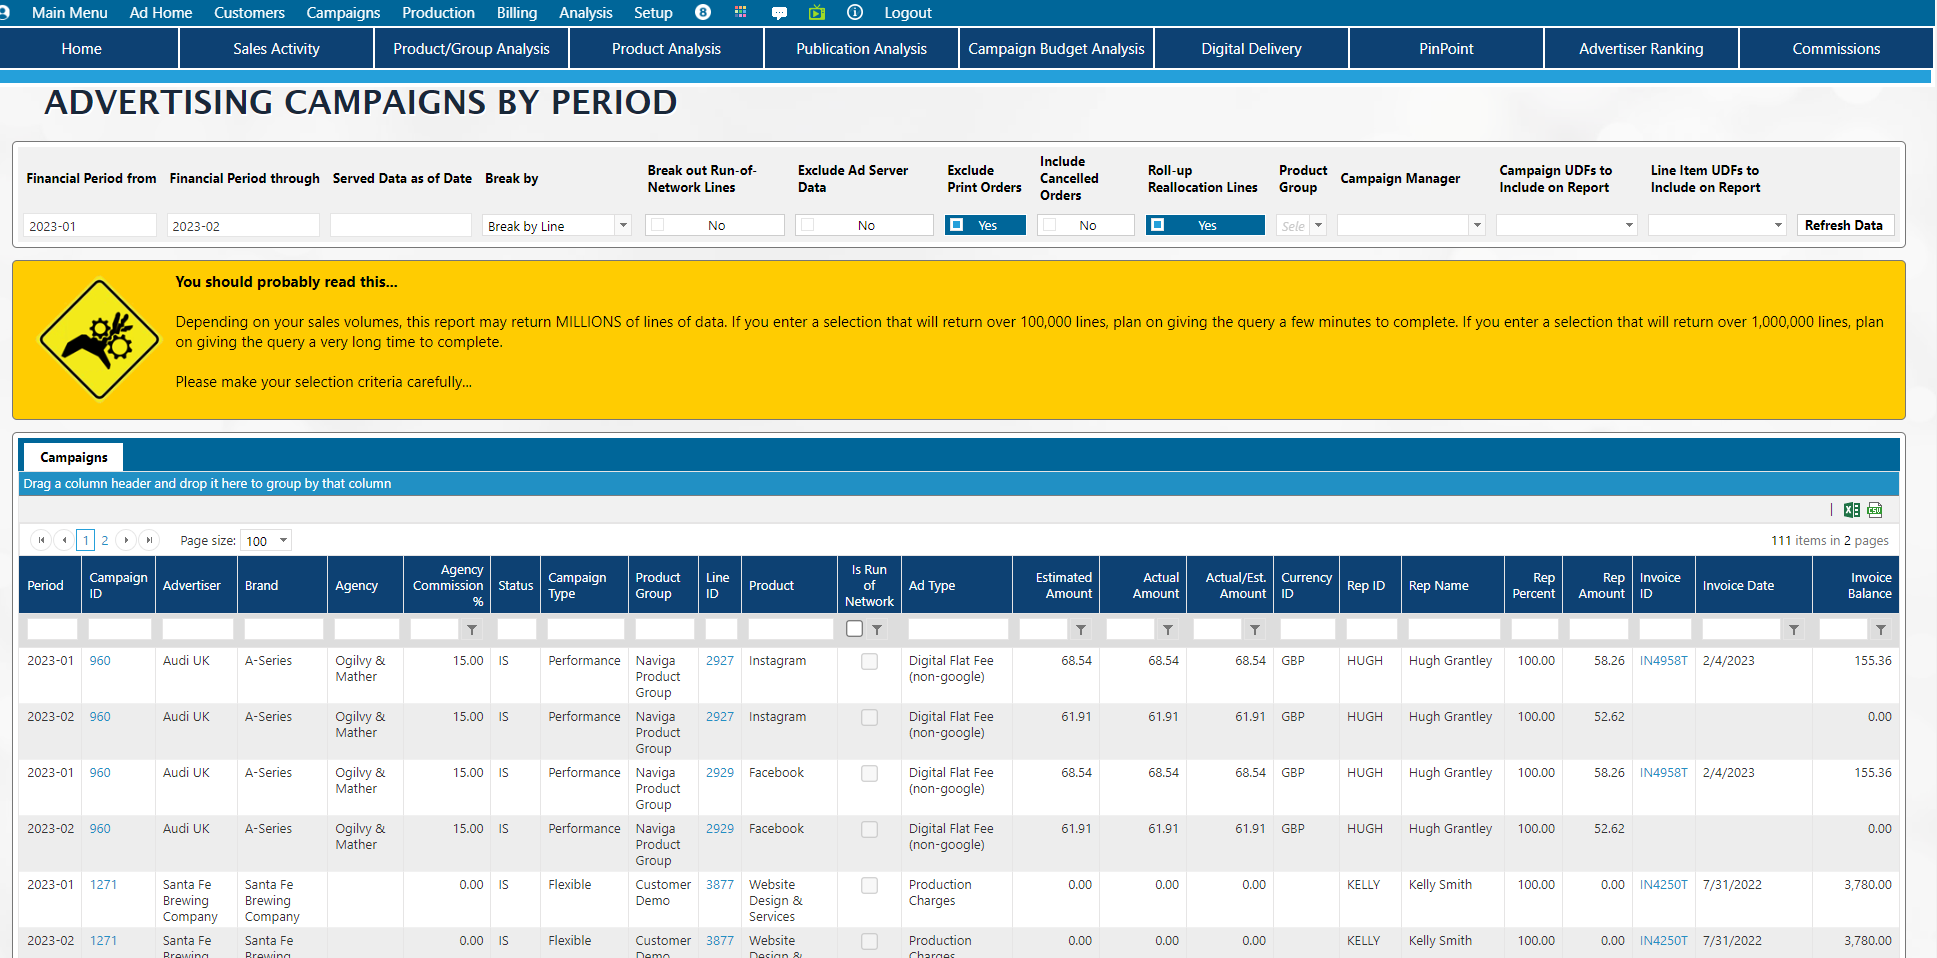 Main Menu Ad Home Customers Campaigns Production Billing Analysis Setup 8 Logout
Home Sales Activity Product/Group Analysis Product Analysis Publication Analysis Campaign Budget Analysis Digital Delivery PinPoint Advertiser Ranking Commissions
ADVERTISING CAMPAIGNS BY PERIOD
Financial Period from Financial Period through Served Data as of Date Break by Break out Run-of-Network Lines Exclude Ad Server Data Exclude Print Orders Include Cancelled Orders Roll-up Reallocation Lines Product Group Campaign Manager Campaign UDFs to Include on Report Line Item UDFs to Include on Report
2023-01 2023-02 Break by Line No No Yes No Yes Sele Refresh Data
You should probably read this...
Depending on your sales volumes, this report may return MILLIONS of lines of data. If you enter a selection that will return over 100,000 lines, plan on giving the query a few minutes to complete. If you enter a selection that will return over 1,000,000 lines, plan
on giving the query a very long time to complete.
Please make your selection criteria carefully...
Campaigns
Drag a column header and drop it here to group by that column
CSV
1 2 Page size: 100 111 items in 2 pages
Period Campaign ID Advertiser Brand Agency Agency Commission % Status Campaign Type Product Group Line ID Product Is Run of Network Ad Type Estimated Amount Actual Amount Actual/Est. Amount Currency ID Rep ID Rep Name Rep Percent Rep Amount Invoice ID Invoice Date Invoice Balance
2023-01 960 Audi UK A-Series Ogilvy & Mather 15.00 IS Performance Naviga Product Group 2927 Instagram Digital Flat Fee (non-google) 68.54 68.54 68.54 GBP HUGH Hugh Grantley 100.00 58.26 IN4958T 2/4/2023 155.36
2023-02 960 Audi UK A-Series Ogilvy & Mather 15.00 IS Performance Naviga Product Group 2927 Instagram Digital Flat Fee (non-google) 61.91 61.91 61.91 GBP HUGH Hugh Grantley 100.00 52.62 0.00
2023-01 960 Audi UK A-Series Ogilvy & Mather 15.00 IS Performance Naviga Product Group 2929 Facebook Digital Flat Fee (non-google) 68.54 68.54 68.54 GBP HUGH Hugh Grantley 100.00 58.26 IN4958T 2/4/2023 155.36
2023-02 960 Audi UK A-Series Ogilvy & Mather 15.00 IS Performance Naviga Product Group 2929 Facebook Digital Flat Fee (non-google) 61.91 61.91 61.91 GBP HUGH Hugh Grantley 100.00 52.62 0.00
2023-01 1271 Santa Fe Brewing Company Santa Fe Brewing Company 0.00 IS Flexible Customer Demo 3877 Website Design & Services Production Charges 0.00 0.00 0.00 KELLY Kelly Smith 100.00 0.00 IN4250T 7/31/2022 3,780.00
2023-02 1271 Santa Fe Brewing Santa Fe Brewing 0.00 IS Flexible Customer Demo 3877 Website Design & Production Charges 0.00 0.00 0.00 KELLY Kelly Smith 100.00 0.00 IN4250T 7/31/2022 3,780.00